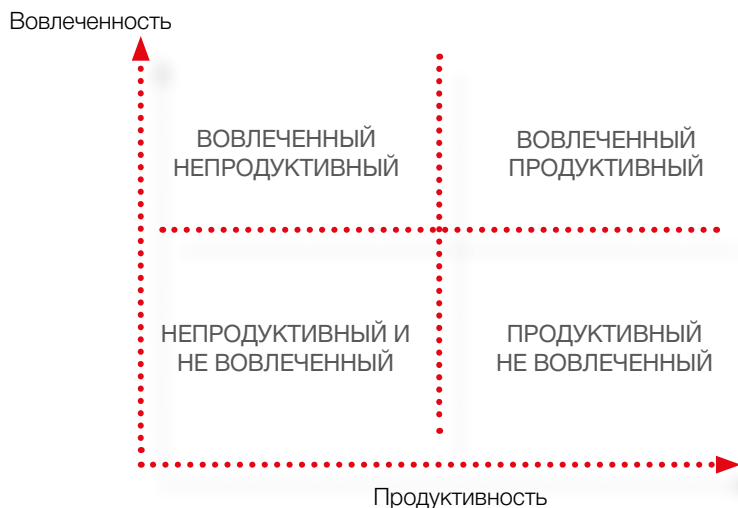 Вовлеченность
ВОВЛЕЧЕННЫЙ
НЕПРОДУКТИВНЫЙ
ВОВЛЕЧЕННЫЙ
ПРОДУКТИВНЫЙ
НЕПРОДУКТИВНЫЙ И
НЕ ВОВЛЕЧЕННЫЙ
ПРОДУКТИВНЫЙ
НЕ ВОВЛЕЧЕННЫЙ
Продуктивность